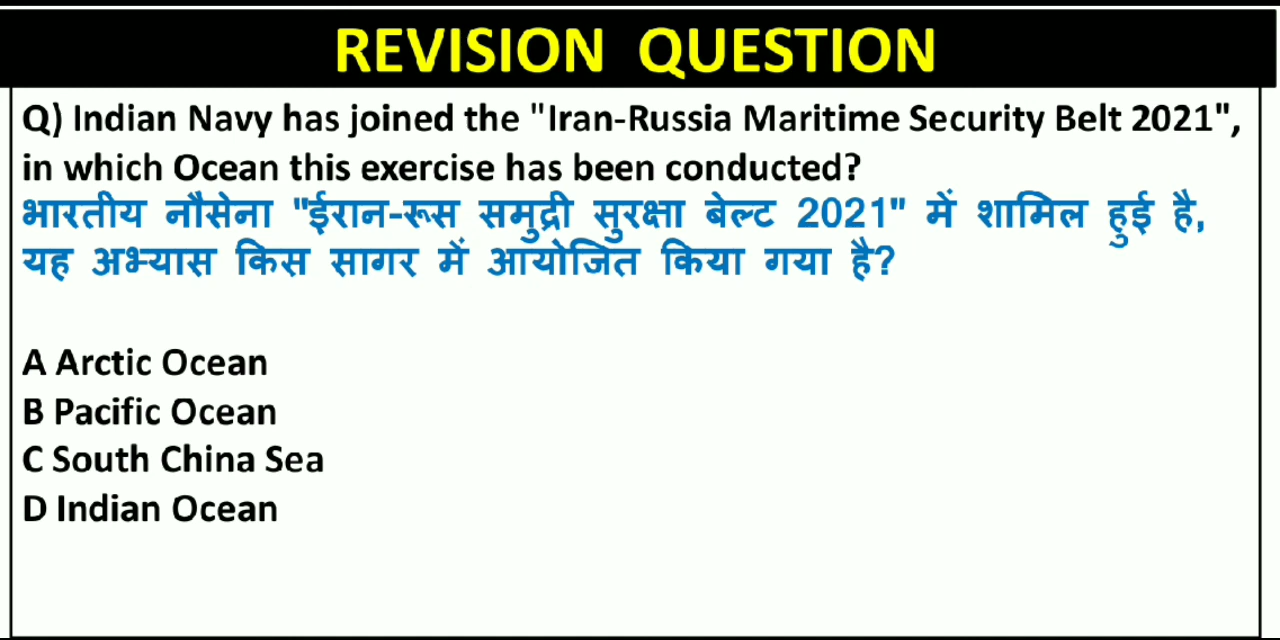 REVISION QUESTION
Q) Indian Navy has joined the "Iran-Russia Maritime Security Belt 2021",
in which Ocean this exercise has been conducted?
भारतीय नौसेना "ईरान-रूस समुद्री सुरक्षा बेल्ट 2021" में शामिल हुई है,
यह अभ्यास किस सागर में आयोजित किया गया है?
A Arctic Ocean
B Pacific Ocean
C South China Sea
D Indian Ocean